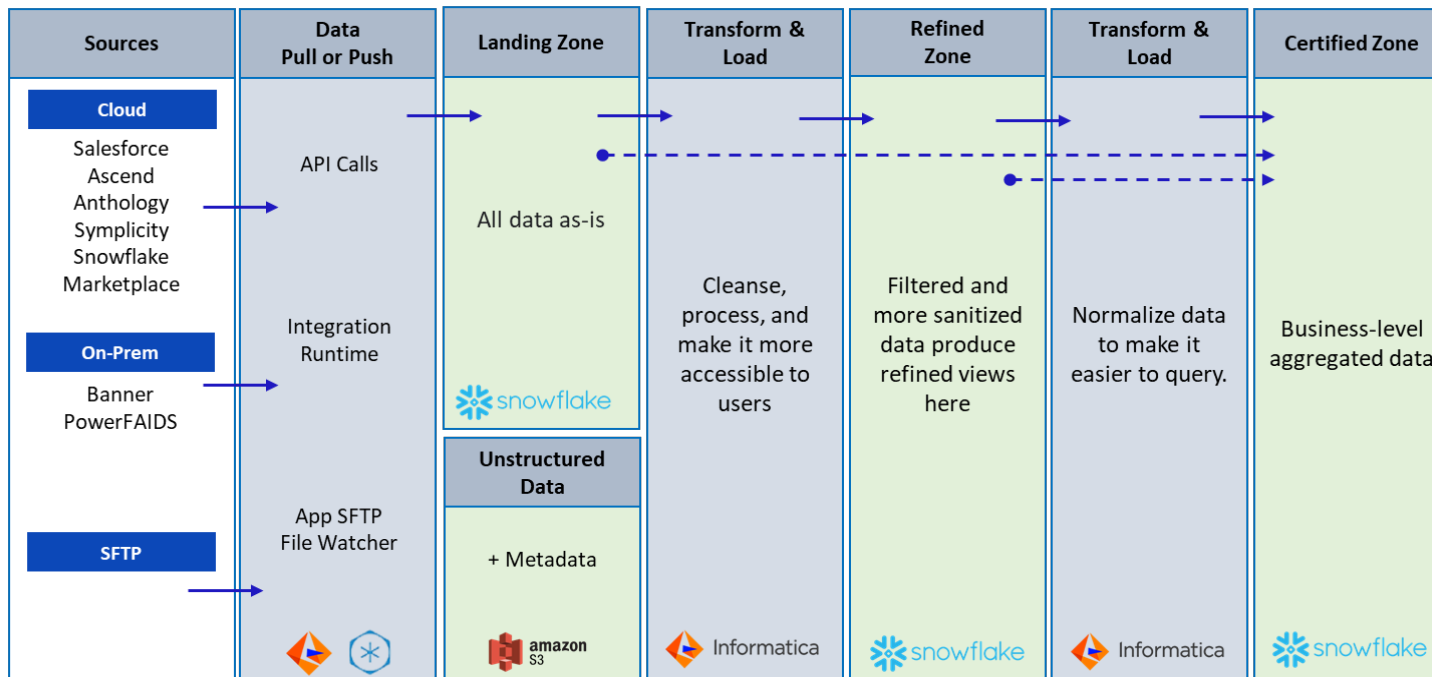 Sources
Cloud
Salesforce
Ascend
Anthology
Symplicity
Snowflake
Marketplace
On-Prem
Banner
PowerFAIDS
SFTP
Data
Pull or Push
API Calls
Integration
Runtime
App SFTP
File Watcher
Landing Zone
All data as-is
snowflake
Unstructured
Data
+ Metadata
amazon
S3
Transform &
Load
Cleanse,
process, and
make it more
accessible to
users
Informatica
Refined
Zone
Filtered and
more sanitized
data produce
refined views
here
snowflake
Transform &
Load
Normalize data
to make it
easier to query.
Informatica
Certified Zone
Business-level
aggregated data
snowflake